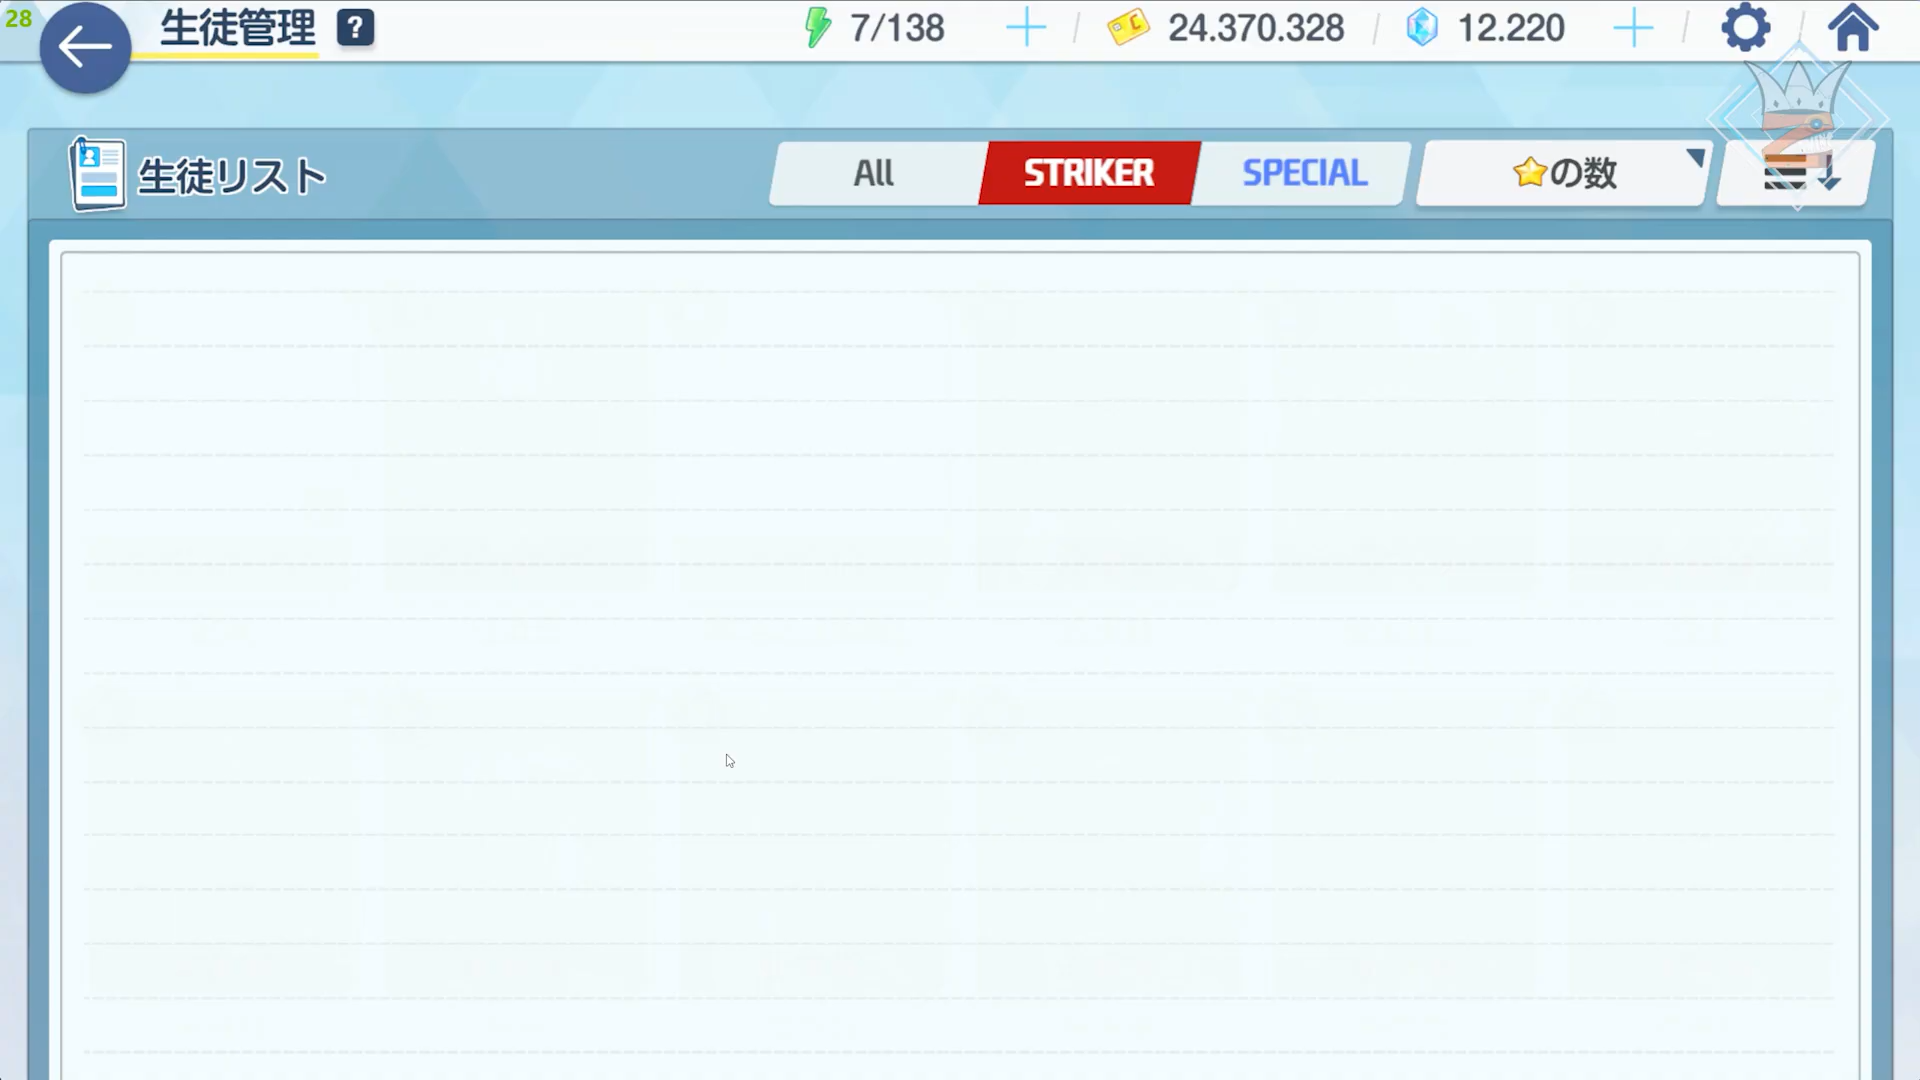 28
生徒管理 ?
7/138
24.370.328
12.220
生徒リスト
All
STRIKER
SPECIAL
の数